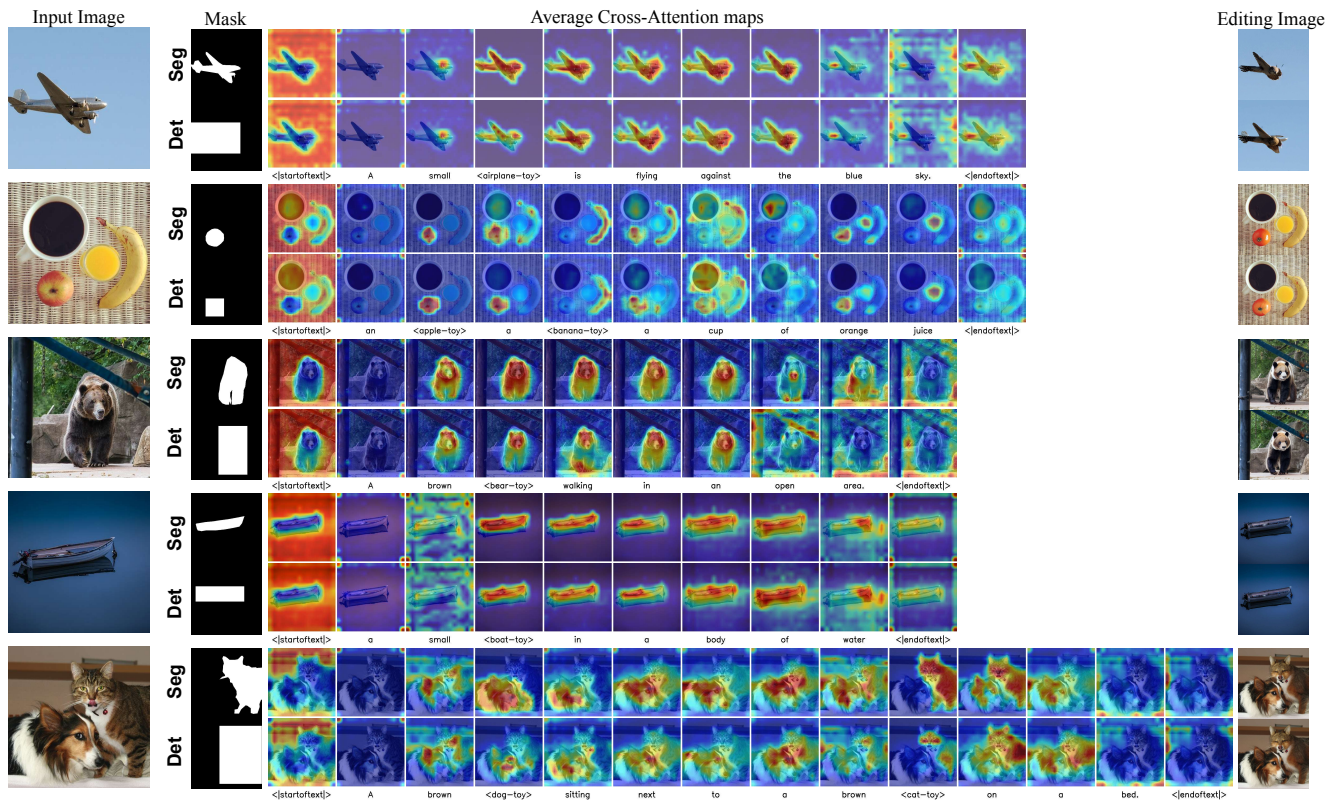 Input Image Mask Average Cross-Attention maps Editing Image
Seg
Det
<|startoftext|> A small <airplane-toy> is flying against the blue sky. <|endoftext|>
Seg
Det
<|startoftext|> an <apple-toy> a <banana-toy> a cup of orange juice <|endoftext|>
Seg
Det
<|startoftext|> A brown <bear-toy> walking in an open area. <|endoftext|>
Seg
Det
<|startoftext|> a small <boat-toy> in a body of water <|endoftext|>
Seg
Det
<|startoftext|> A brown <dog-toy> sitting next to a brown <cat-toy> on a bed. <|endoftext|>